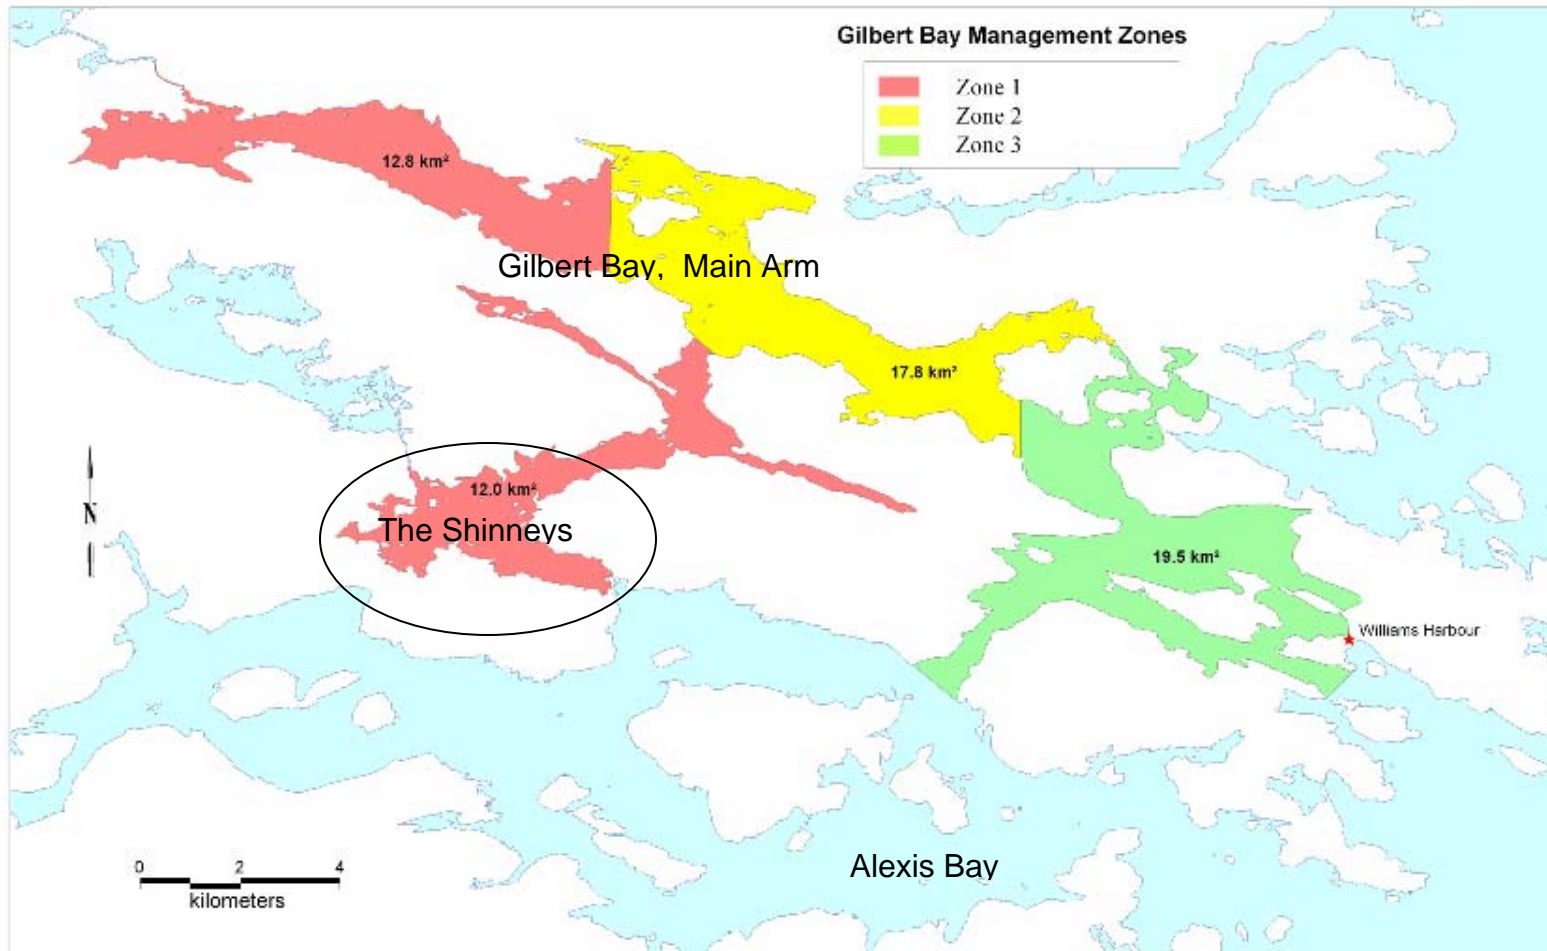 Gilbert Bay Management Zones
Zone 1
Zone 2
Zone 3
12.8 km²
Gilbert Bay, Main Arm
17.8 km²
12.0 km²
The Shinneys
N
19.5 km²
Williams Harbour
Alexis Bay
0 2 4
kilometers